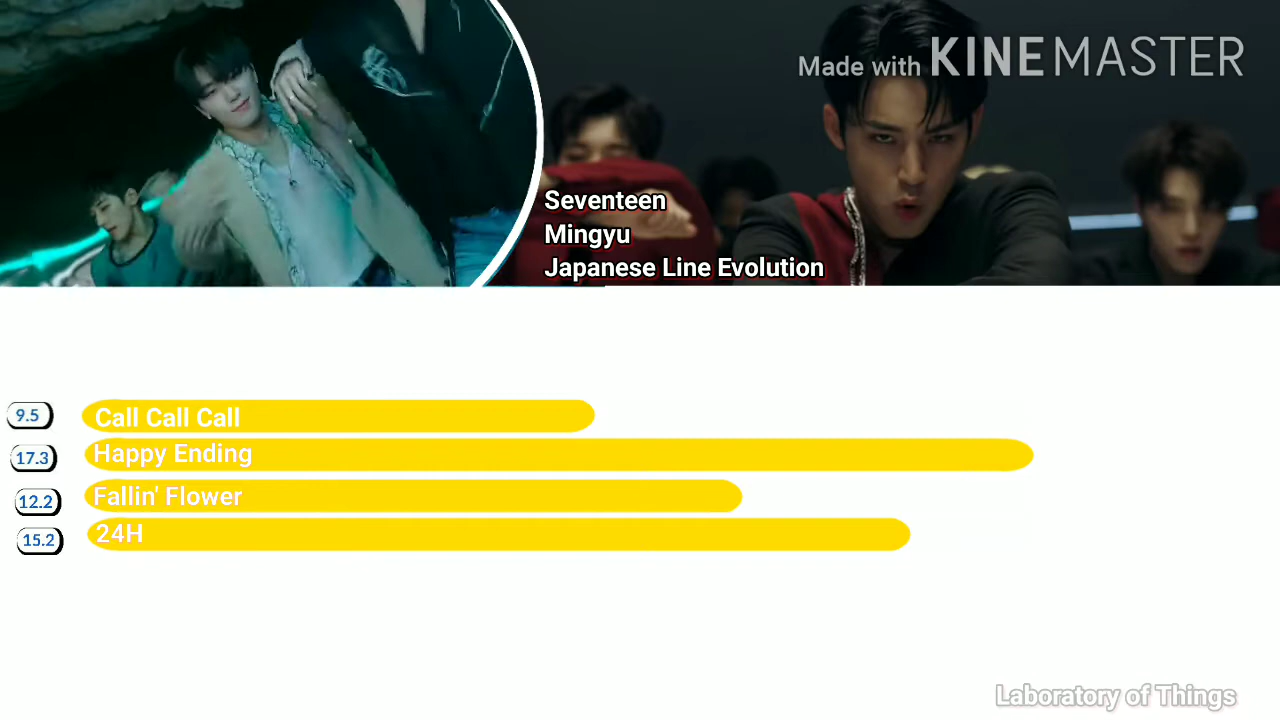 Made with KINEMASTER
Seventeen
Mingyu
Japanese Line Evolution
9.5 Call Call Call
17.3 Happy Ending
12.2 Fallin' Flower
15.2 24H
Laboratory of Things